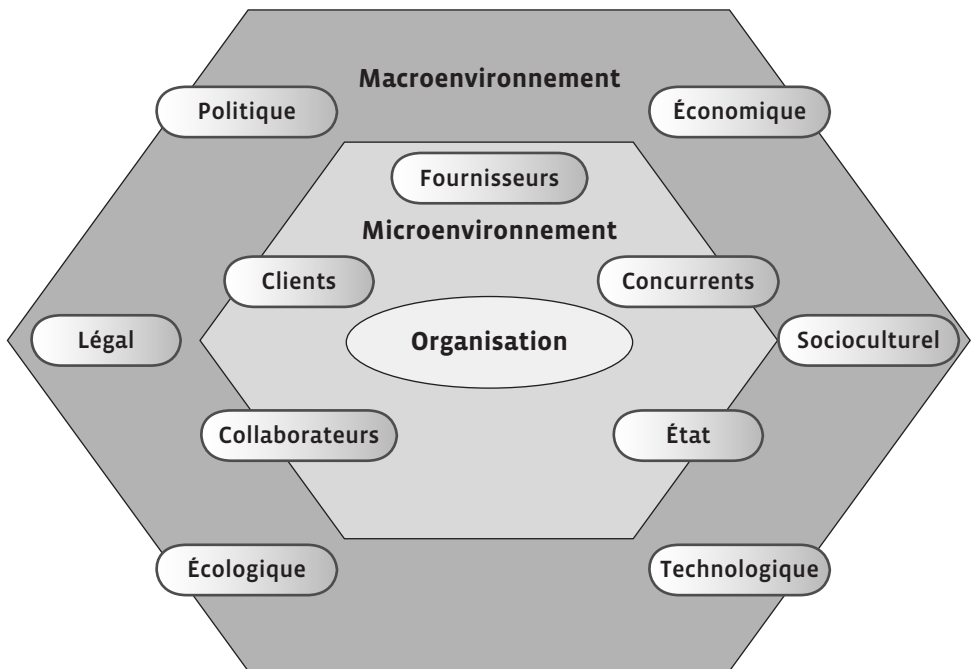 Macroenvironnement
Politique
Économique
Fournisseurs
Microenvironnement
Clients
Concurrents
Organisation
Légal
Socioculturel
Collaborateurs
État
Écologique
Technologique